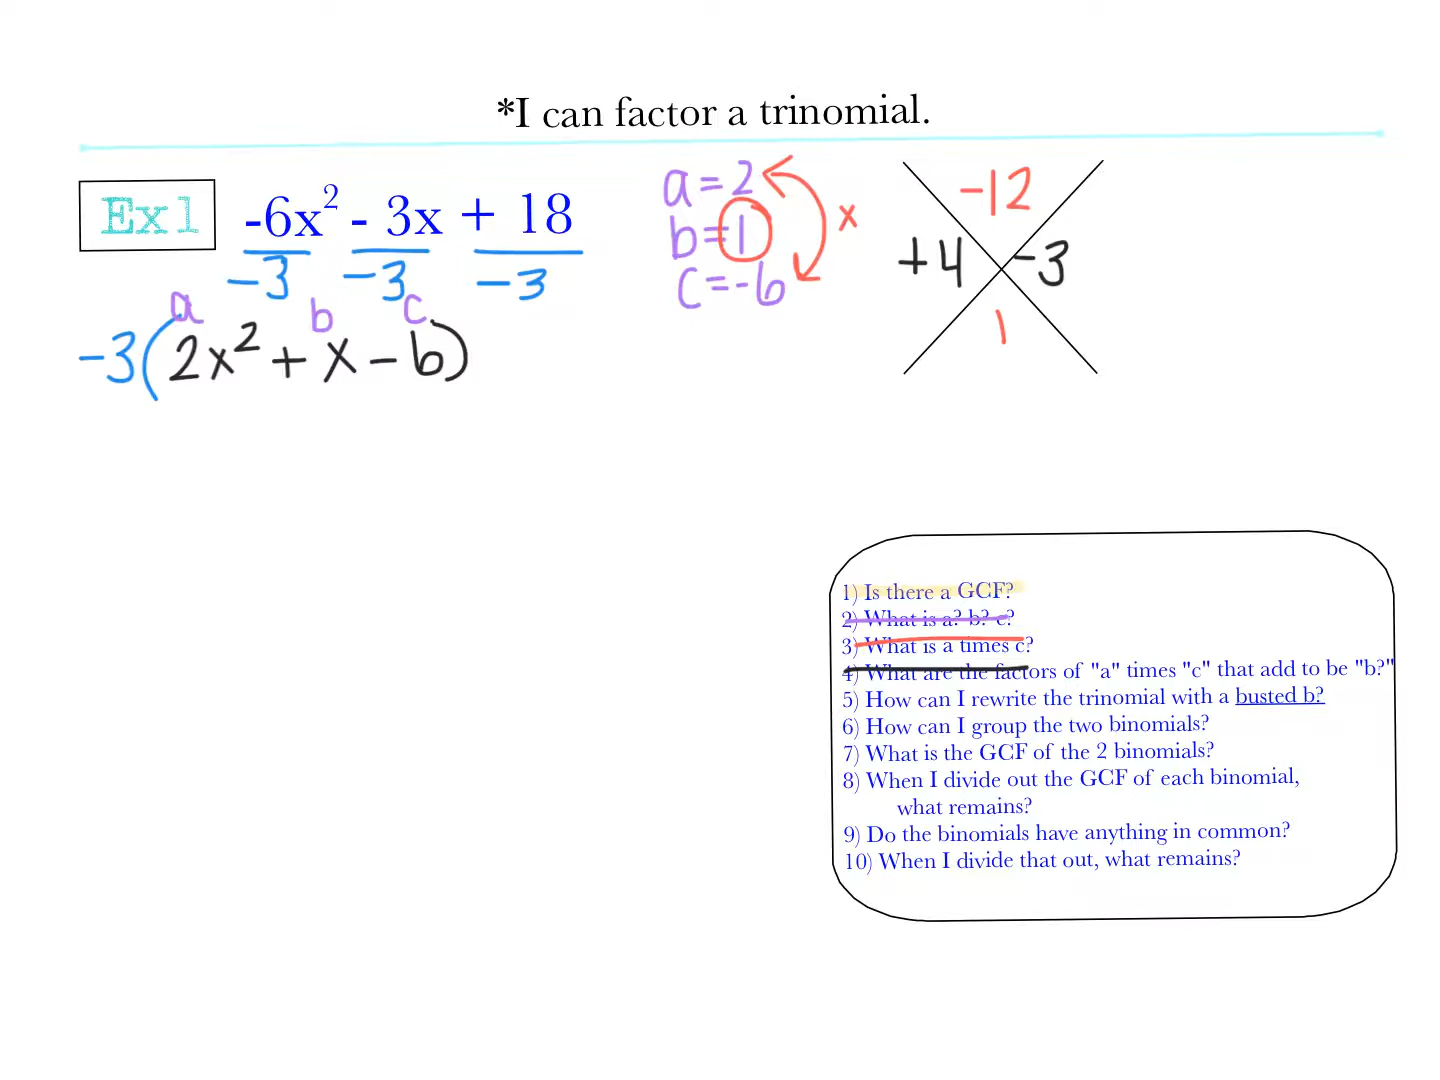 *I can factor a trinomial.
Ex1
-6x² - 3x + 18
-3 -3 -3
a b c
-3(2x² + x - 6)
a = 2
b = 1
c = -6
x
-12
+4 -3
1
1) Is there a GCF?
2) What is a? b? c?
3) What is a times c?
4) What are the factors of "a" times "c" that add to be "b?"
5) How can I rewrite the trinomial with a busted b?
6) How can I group the two binomials?
7) What is the GCF of the 2 binomials?
8) When I divide out the GCF of each binomial,
what remains?
9) Do the binomials have anything in common?
10) When I divide that out, what remains?